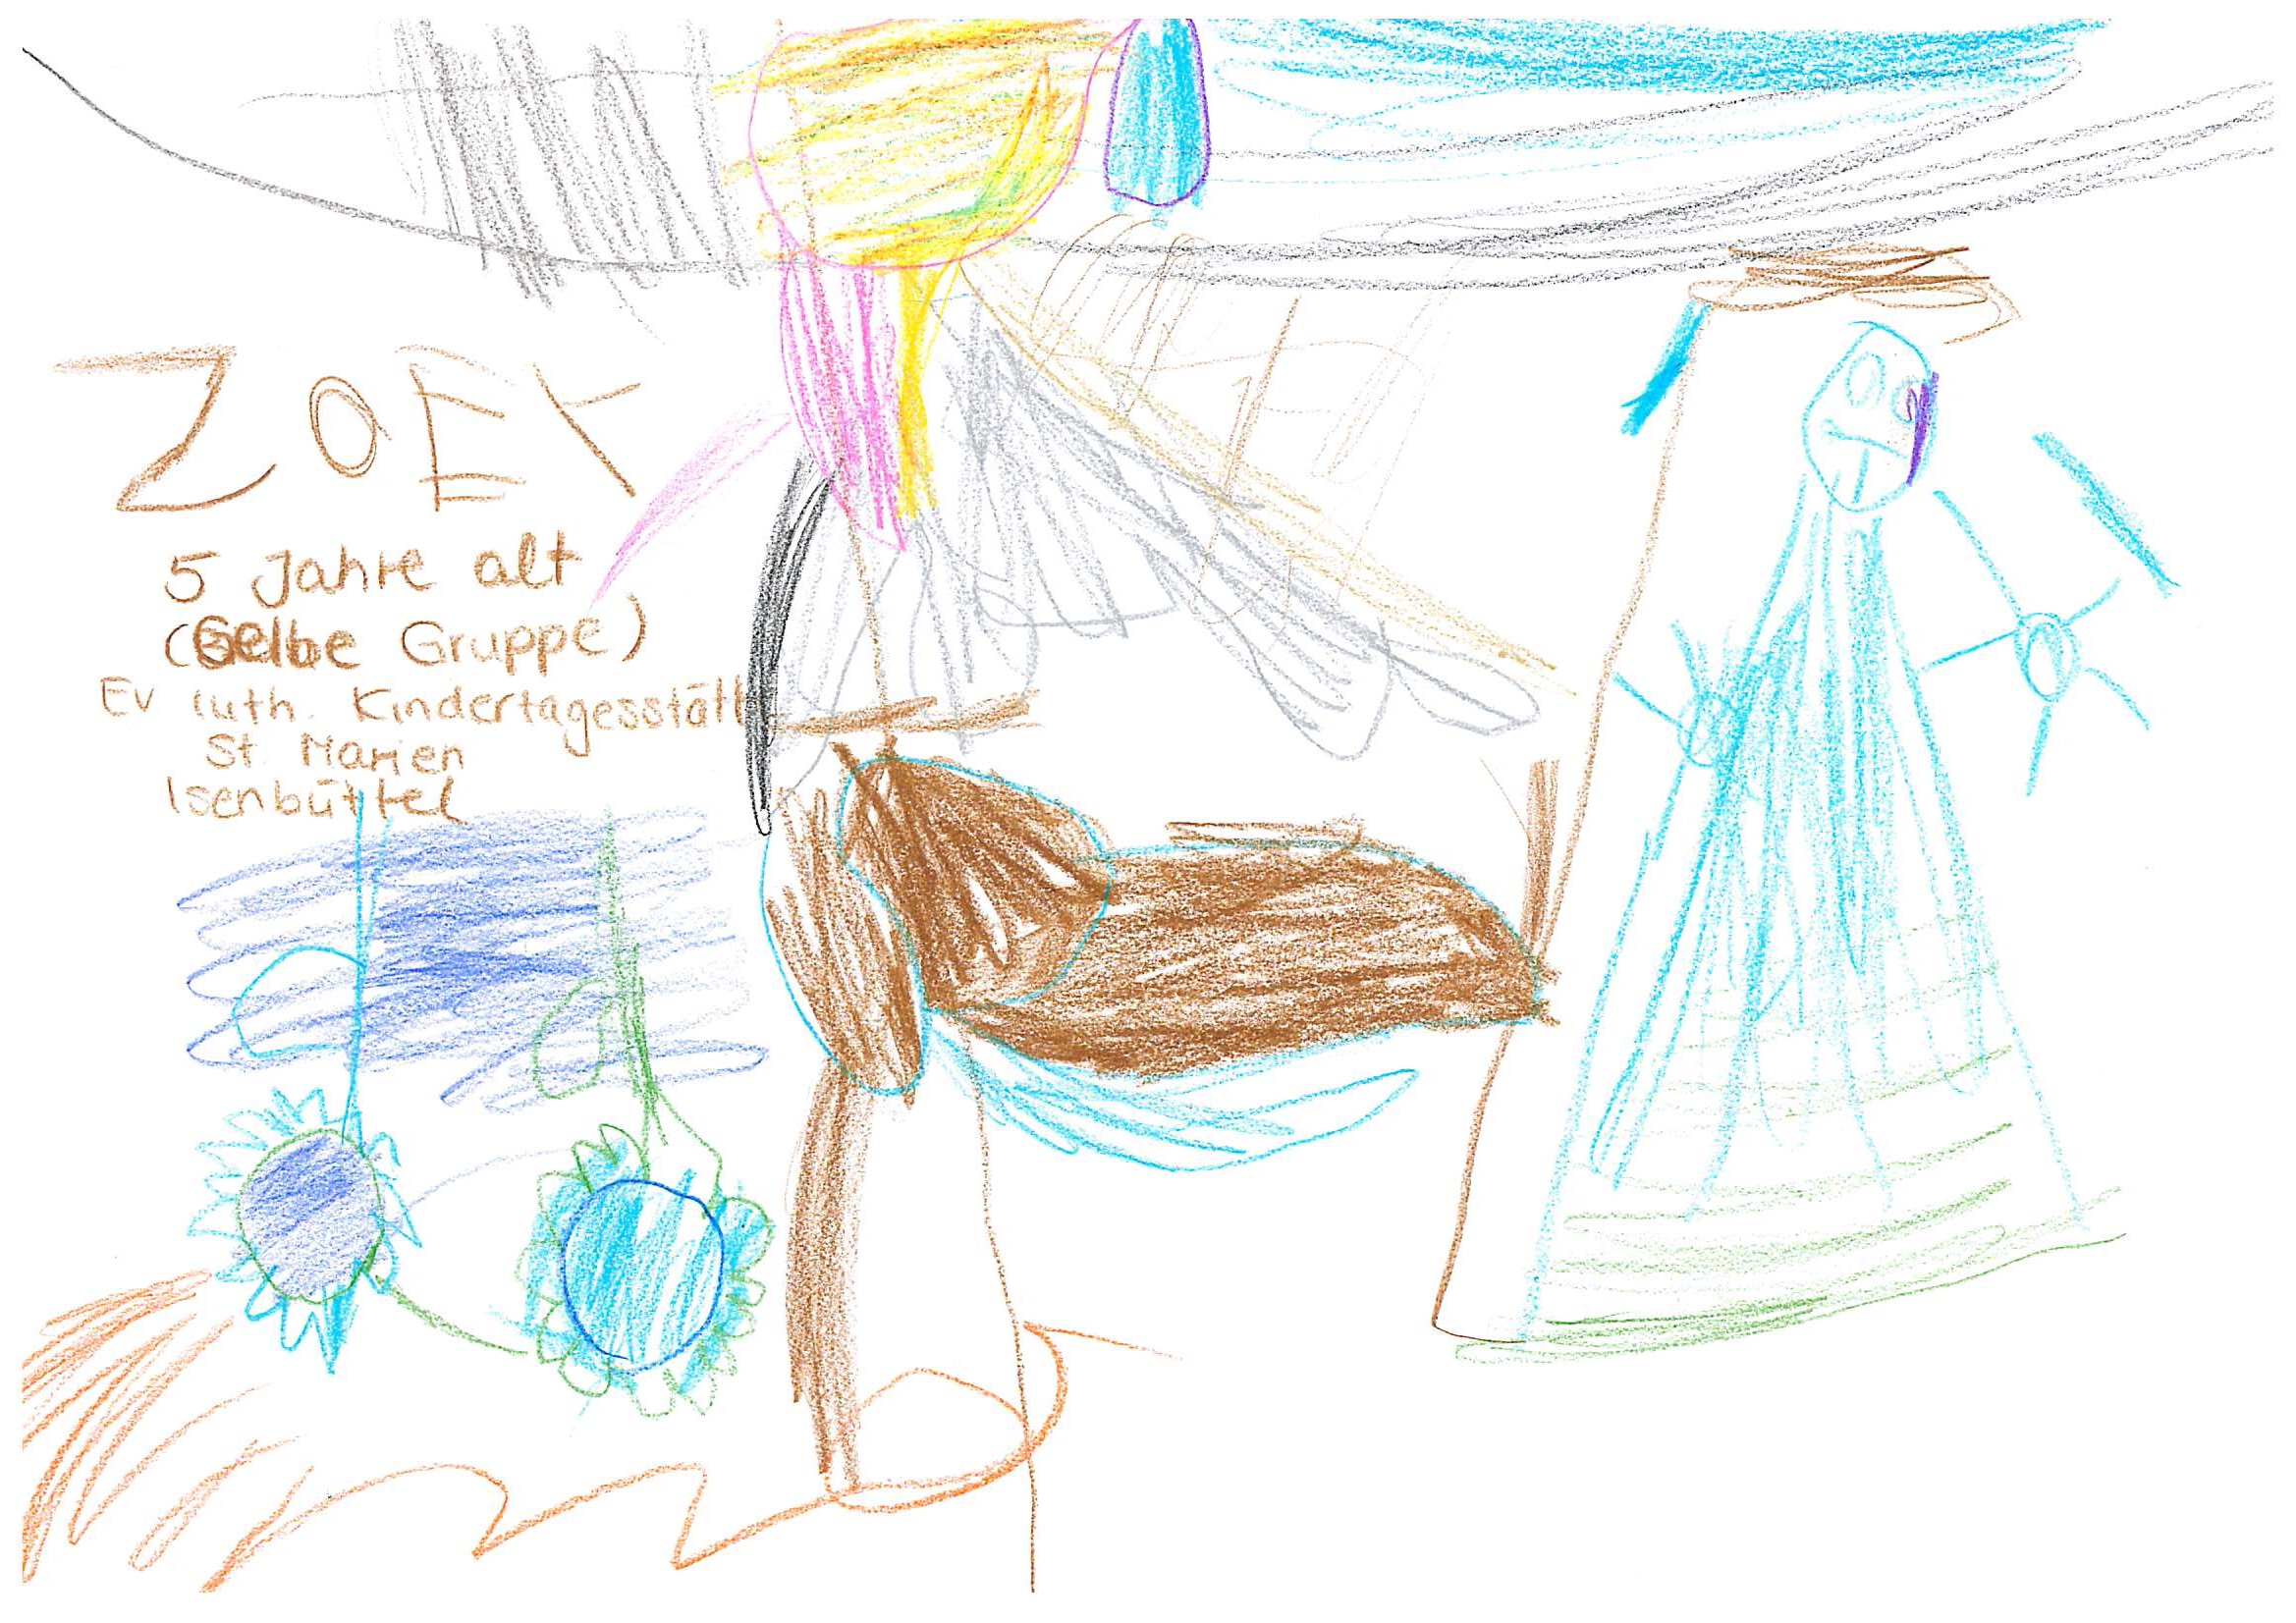 ZOEY
5 Jahre alt
(Gelbe Gruppe)
Ev luth. Kindertagesstätt
St. Marien
Isenbüttel